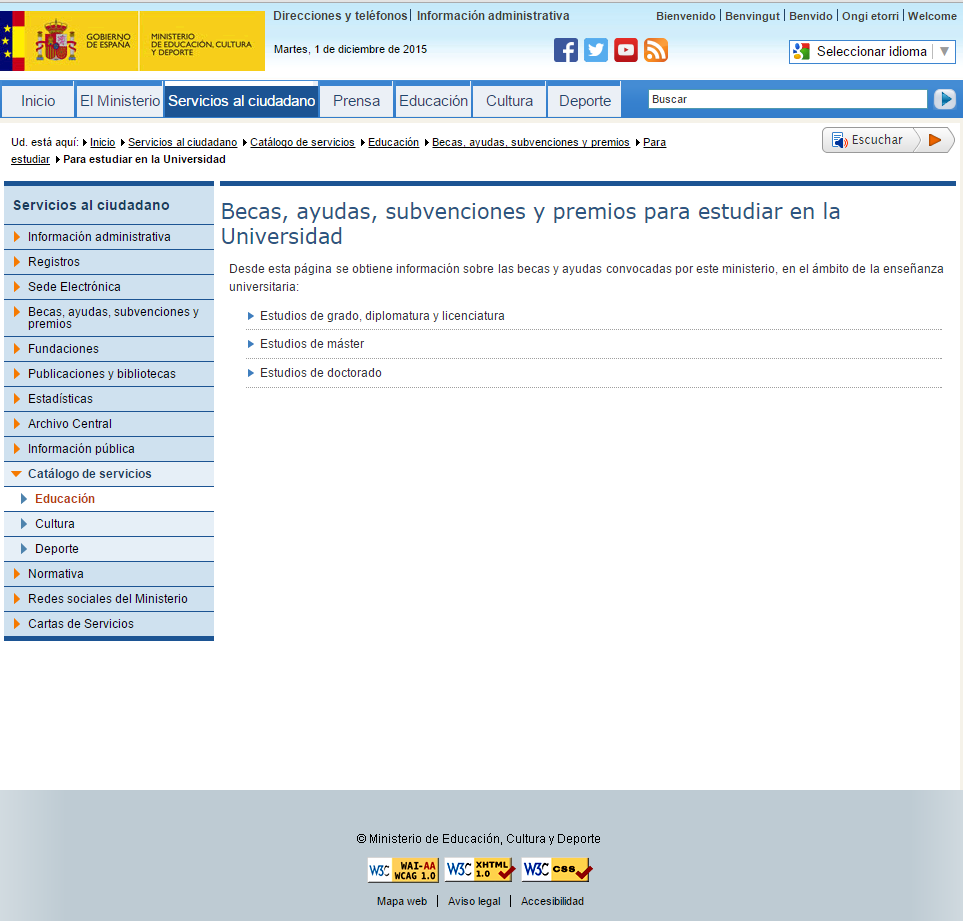 GOBIERNO
DE ESPAÑA
MINISTERIO
DE EDUCACIÓN, CULTURA
Y DEPORTE
Direcciones y teléfonos | Información administrativa
Martes, 1 de diciembre de 2015
Bienvenido | Benvingut | Benvido | Ongi etorri | Welcome
Seleccionar idioma | ▼
Inicio
El Ministerio
Servicios al ciudadano
Prensa
Educación
Cultura
Deporte
Buscar
Ud. está aquí: Inicio Servicios al ciudadano Catálogo de servicios Educación Becas, ayudas, subvenciones y premios Para
estudiar Para estudiar en la Universidad
Escuchar
Servicios al ciudadano
Información administrativa
Registros
Sede Electrónica
Becas, ayudas, subvenciones y
premios
Fundaciones
Publicaciones y bibliotecas
Estadísticas
Archivo Central
Información pública
Catálogo de servicios
Educación
Cultura
Deporte
Normativa
Redes sociales del Ministerio
Cartas de Servicios
Becas, ayudas, subvenciones y premios para estudiar en la
Universidad
Desde esta página se obtiene información sobre las becas y ayudas convocadas por este ministerio, en el ámbito de la enseñanza
universitaria:
Estudios de grado, diplomatura y licenciatura
Estudios de máster
Estudios de doctorado
© Ministerio de Educación, Cultura y Deporte
W3C WAI-AA
WCAG 1.0
W3C XHTML
1.0
W3C css
Mapa web | Aviso legal | Accesibilidad